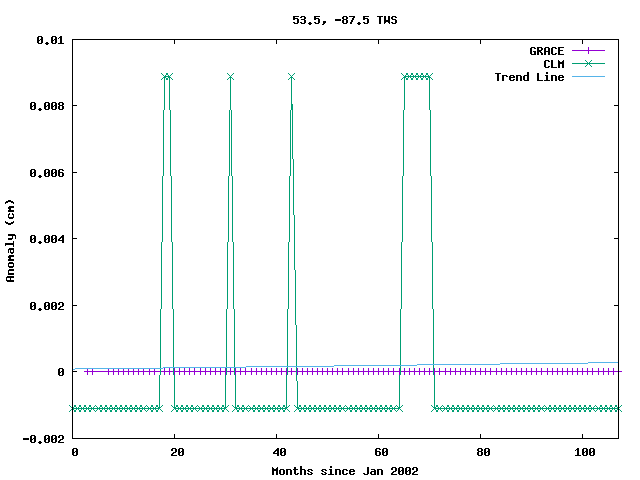 53.5, -87.5 TWS
GRACE
CLM
Trend Line
0.01
0.008
0.006
0.004
0.002
0
-0.002
Anomaly (cm)
0 20 40 60 80 100
Months since Jan 2002